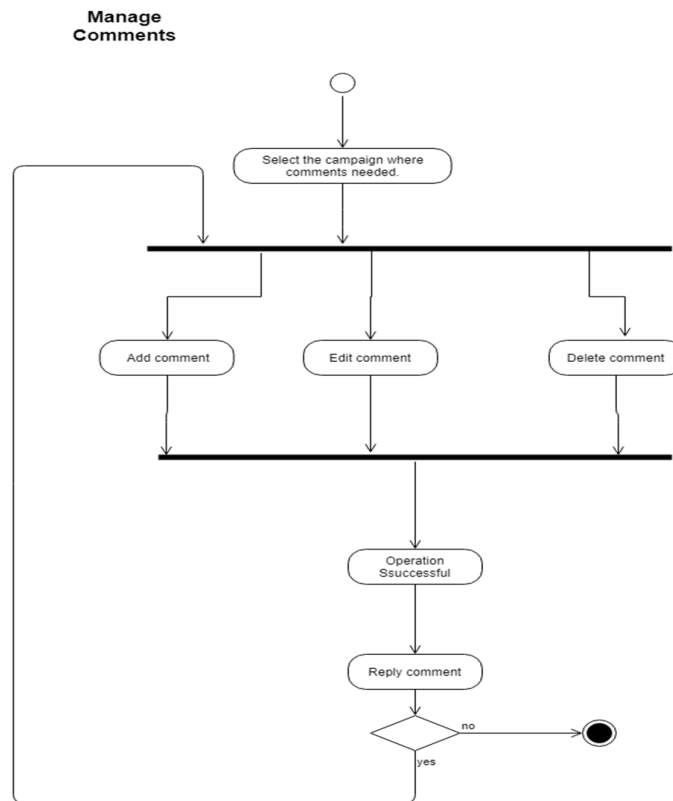 Manage
Comments
Select the campaign where
comments needed.
Add comment
Edit comment
Delete comment
Operation
Ssuccessful
Reply comment
no
yes